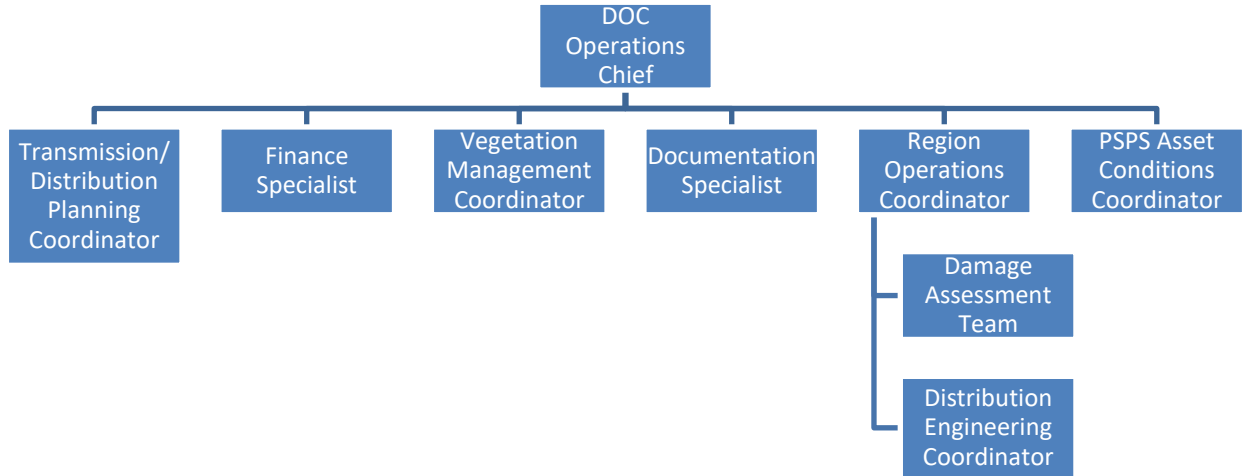 DOC
Operations
Chief
Transmission/
Distribution
Planning
Coordinator
Finance
Specialist
Vegetation
Management
Coordinator
Documentation
Specialist
Region
Operations
Coordinator
PSPS Asset
Conditions
Coordinator
Damage
Assessment
Team
Distribution
Engineering
Coordinator